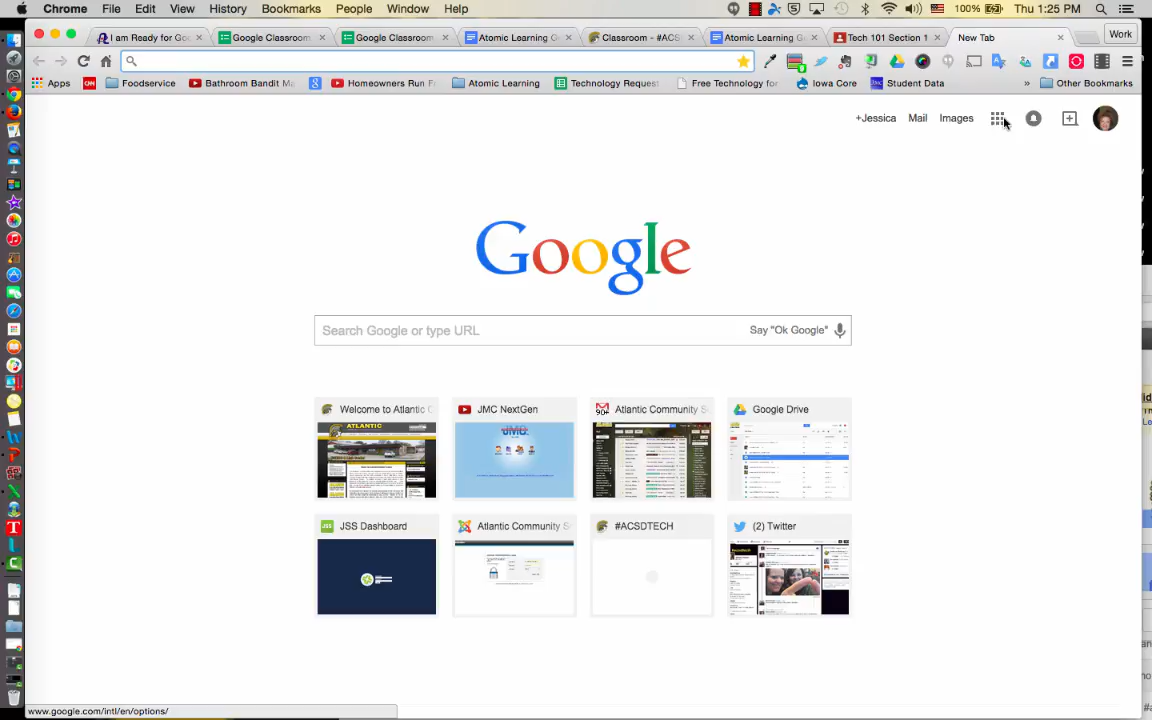 Chrome File Edit View History Bookmarks People Window Help 100% Thu 1:25 PM
I am Ready for Goo Google Classroom Google Classroom Atomic Learning G Classroom - #ACS Atomic Learning G Tech 101 Section 1 New Tab Work
Apps Foodservice Bathroom Bandit Ma Homeowners Run F Atomic Learning Technology Request Free Technology for Iowa Core Student Data » Other Bookmarks
+Jessica Mail Images
Google
Search Google or type URL Say "Ok Google"
Welcome to Atlantic C JMC NextGen Atlantic Community S Google Drive
ATLANTIC JMC
JSS Dashboard Atlantic Community S #ACSDTECH (2) Twitter
www.google.com/intl/en/options/